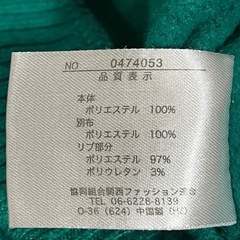 NO 0474053
品質表示
本体
ポリエステル 100%
別布
ポリエステル 100%
リブ部分
ポリエステル 97%
ポリウレタン 3%
協同組合関西ファッション連合
TEL 06-6228-8139
O-36 (624) 中国製 (HZ)